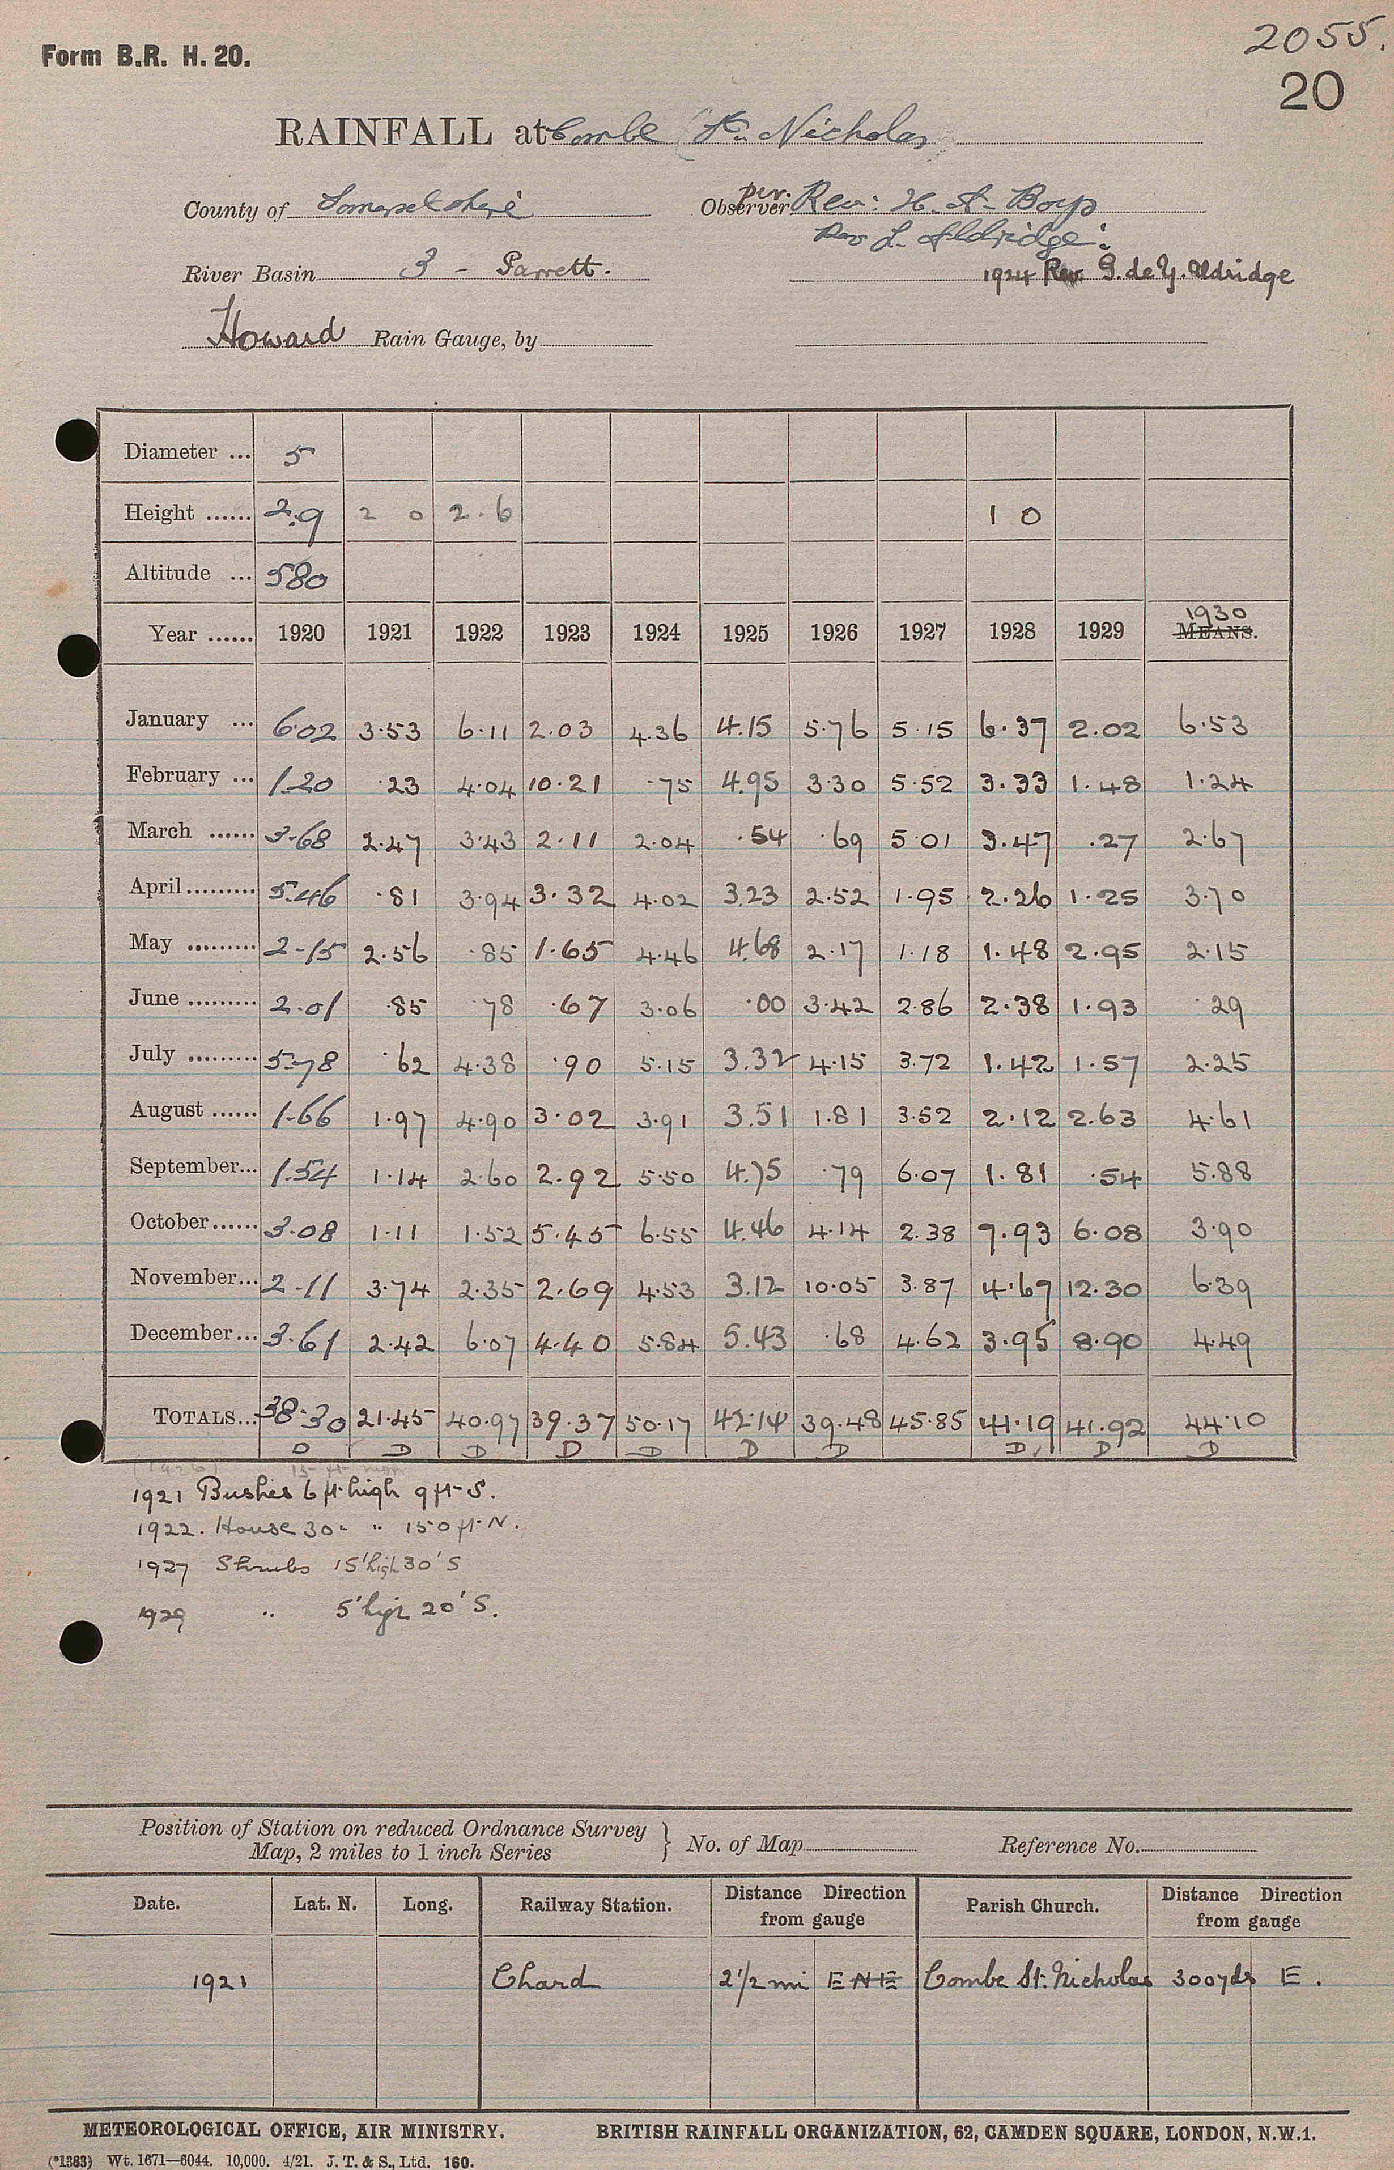 Form B.R. H. 20.
2055.
20
RAINFALL at Combe St. Nicholas
County of Somersetshire
Observer per. Rev: H. A. Boys
Rev L. Aldridge.
River Basin 3 - Parrett.
1924 Rev. G. de Y. Aldridge
Howard Rain Gauge, by
Diameter ... 5
Height ...... 2.9 2 0 2.6 1 0
Altitude ... 580
Year ...... 1920 1921 1922 1923 1924 1925 1926 1927 1928 1929 1930 MEANS.
January ... 6.02 3.53 6.11 2.03 4.36 4.15 5.76 5.15 6.37 2.02 6.53
February ... 1.20 .23 4.04 10.21 .75 4.95 3.30 5.52 3.33 1.48 1.24
March ...... 3.68 2.47 3.43 2.11 2.04 .54 .69 5.01 3.47 .27 2.67
April ......... 5.46 .81 3.94 3.32 4.02 3.23 2.52 1.95 2.26 1.25 3.70
May ......... 2.15 2.56 .85 1.65 4.46 4.68 2.17 1.18 1.48 2.95 2.15
June ......... 2.01 .85 .78 .67 3.06 .00 3.42 2.86 2.38 1.93 .29
July ......... 5.78 .62 4.38 .90 5.15 3.32 4.15 3.72 1.42 1.57 2.25
August ...... 1.66 1.97 4.90 3.02 3.91 3.51 1.81 3.52 2.12 2.63 4.61
September... 1.54 1.14 2.60 2.92 5.50 4.75 .79 6.07 1.81 .54 5.88
October...... 3.08 1.11 1.52 5.45 6.55 4.46 4.14 2.38 7.93 6.08 3.90
November... 2.11 3.74 2.35 2.69 4.53 3.12 10.05 3.87 4.67 12.30 6.39
December... 3.61 2.42 6.07 4.40 5.84 5.43 .68 4.62 3.95 8.90 4.49
TOTALS... 38.30 21.45 40.97 39.37 50.17 42.14 39.48 45.85 41.19 41.92 44.10
D D D D D D D D D D
1921 Bushes 6 ft. high 9 ft S.
1922. House 30 " " 150 ft N.
1927 Shrubs 15' high 30' S
1929 " 5' high 20' S.
Position of Station on reduced Ordnance Survey
Map, 2 miles to 1 inch Series } No. of Map Reference No.
Date. Lat. N. Long. Railway Station. Distance Direction from gauge Parish Church. Distance Direction from gauge
1921 Chard 2 1/2 mi ENE Combe St. Nicholas 300 yds E.
METEOROLOGICAL OFFICE, AIR MINISTRY. BRITISH RAINFALL ORGANIZATION, 62, CAMDEN SQUARE, LONDON, N.W.1.
(*1383) Wt. 1671—6044. 10,000. 4/21. J. T. & S., Ltd. 160.